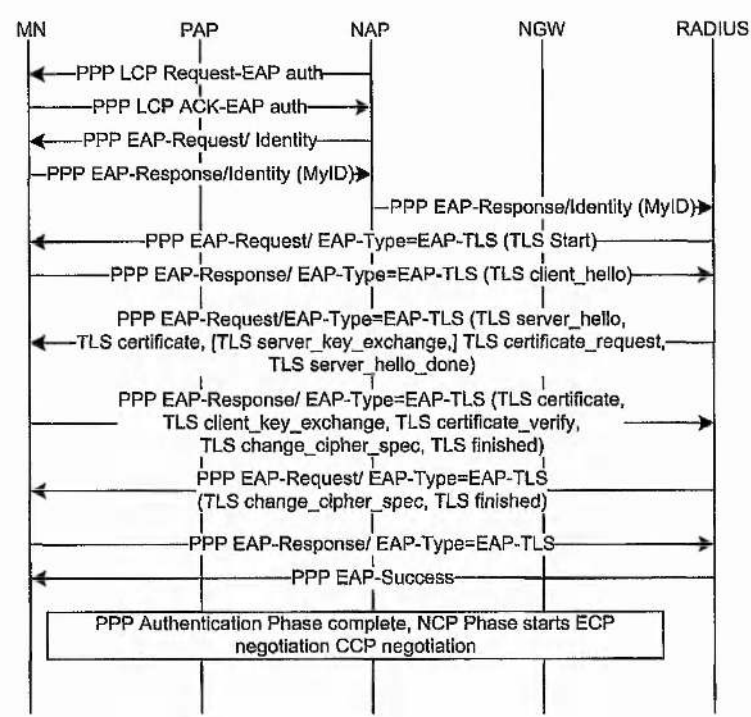 MN PAP NAP NGW RADIUS
PPP LCP Request-EAP auth
PPP LCP ACK-EAP auth
PPP EAP-Request/ Identity
PPP EAP-Response/Identity (MyID)
PPP EAP-Response/Identity (MyID)
PPP EAP-Request/ EAP-Type=EAP-TLS (TLS Start)
PPP EAP-Response/ EAP-Type=EAP-TLS (TLS client_hello)
PPP EAP-Request/EAP-Type=EAP-TLS (TLS server_hello,
TLS certificate, [TLS server_key_exchange,] TLS certificate_request,
TLS server_hello_done)
PPP EAP-Response/ EAP-Type=EAP-TLS (TLS certificate,
TLS client_key_exchange, TLS certificate_verify,
TLS change_cipher_spec, TLS finished)
PPP EAP-Request/ EAP-Type=EAP-TLS
(TLS change_cipher_spec, TLS finished)
PPP EAP-Response/ EAP-Type=EAP-TLS
PPP EAP-Success
PPP Authentication Phase complete, NCP Phase starts ECP
negotiation CCP negotiation